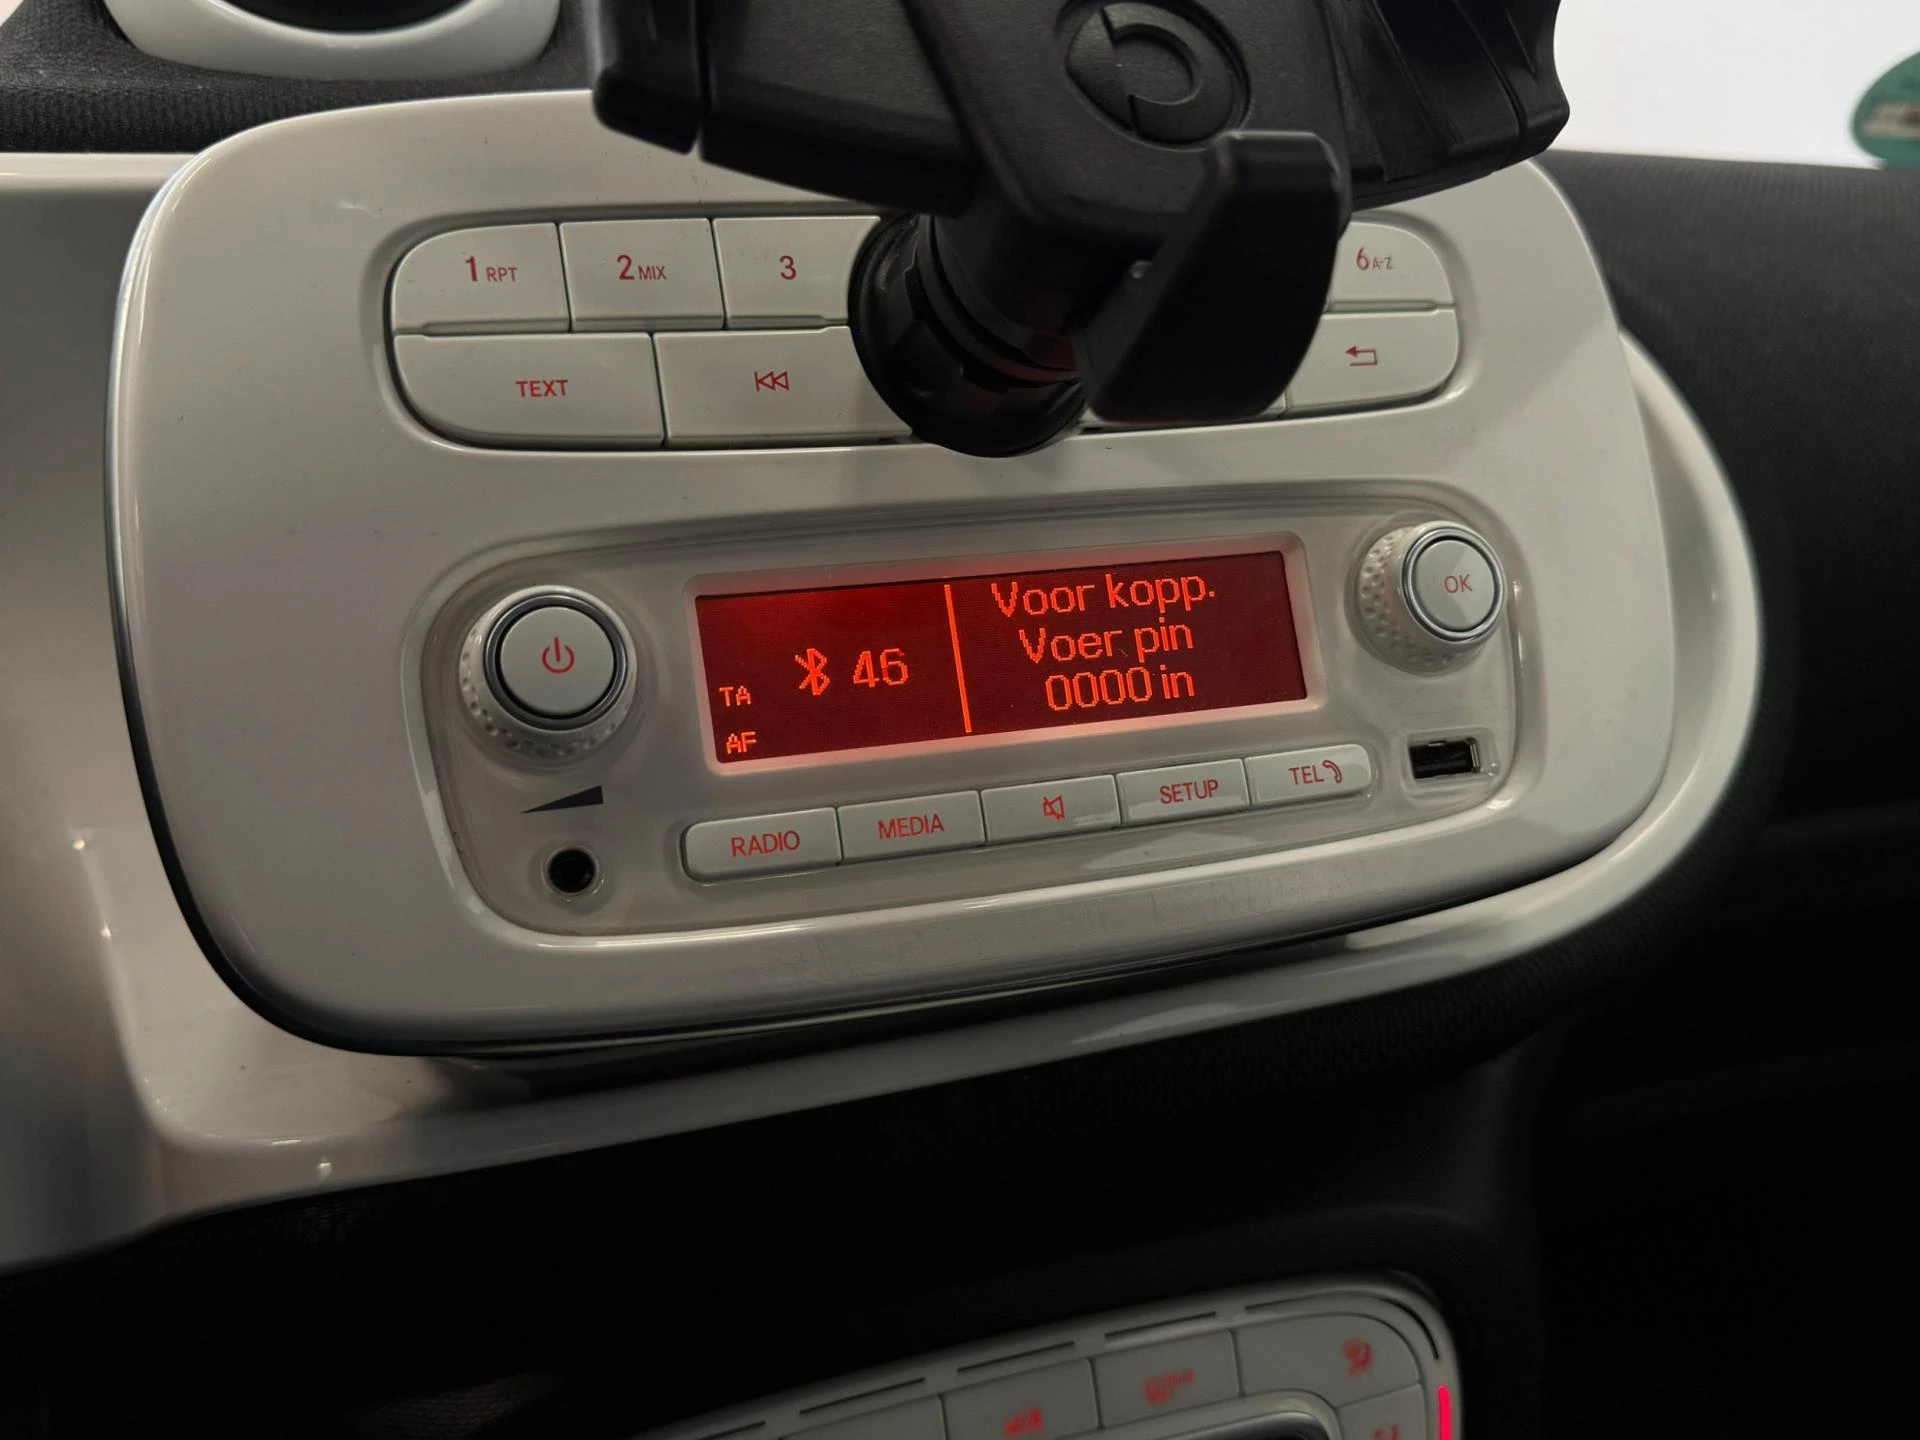 1 RPT
2 MIX
3
6 A-Z
TEXT
Voor kopp.
Voer pin
0000 in
46
TA
AF
OK
RADIO
MEDIA
SETUP
TEL